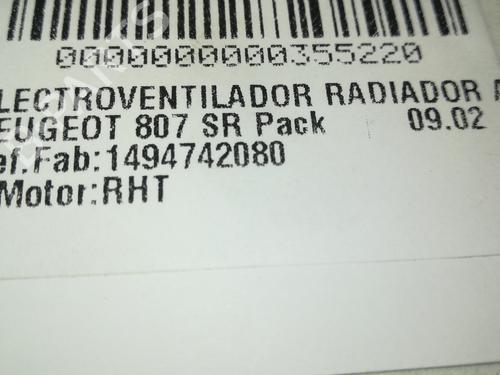 0000000000355220
LECTROVENTILADOR RADIADOR
EUGEOT 807 SR Pack 09.02
ef.Fab:1494742080
Motor:RHT